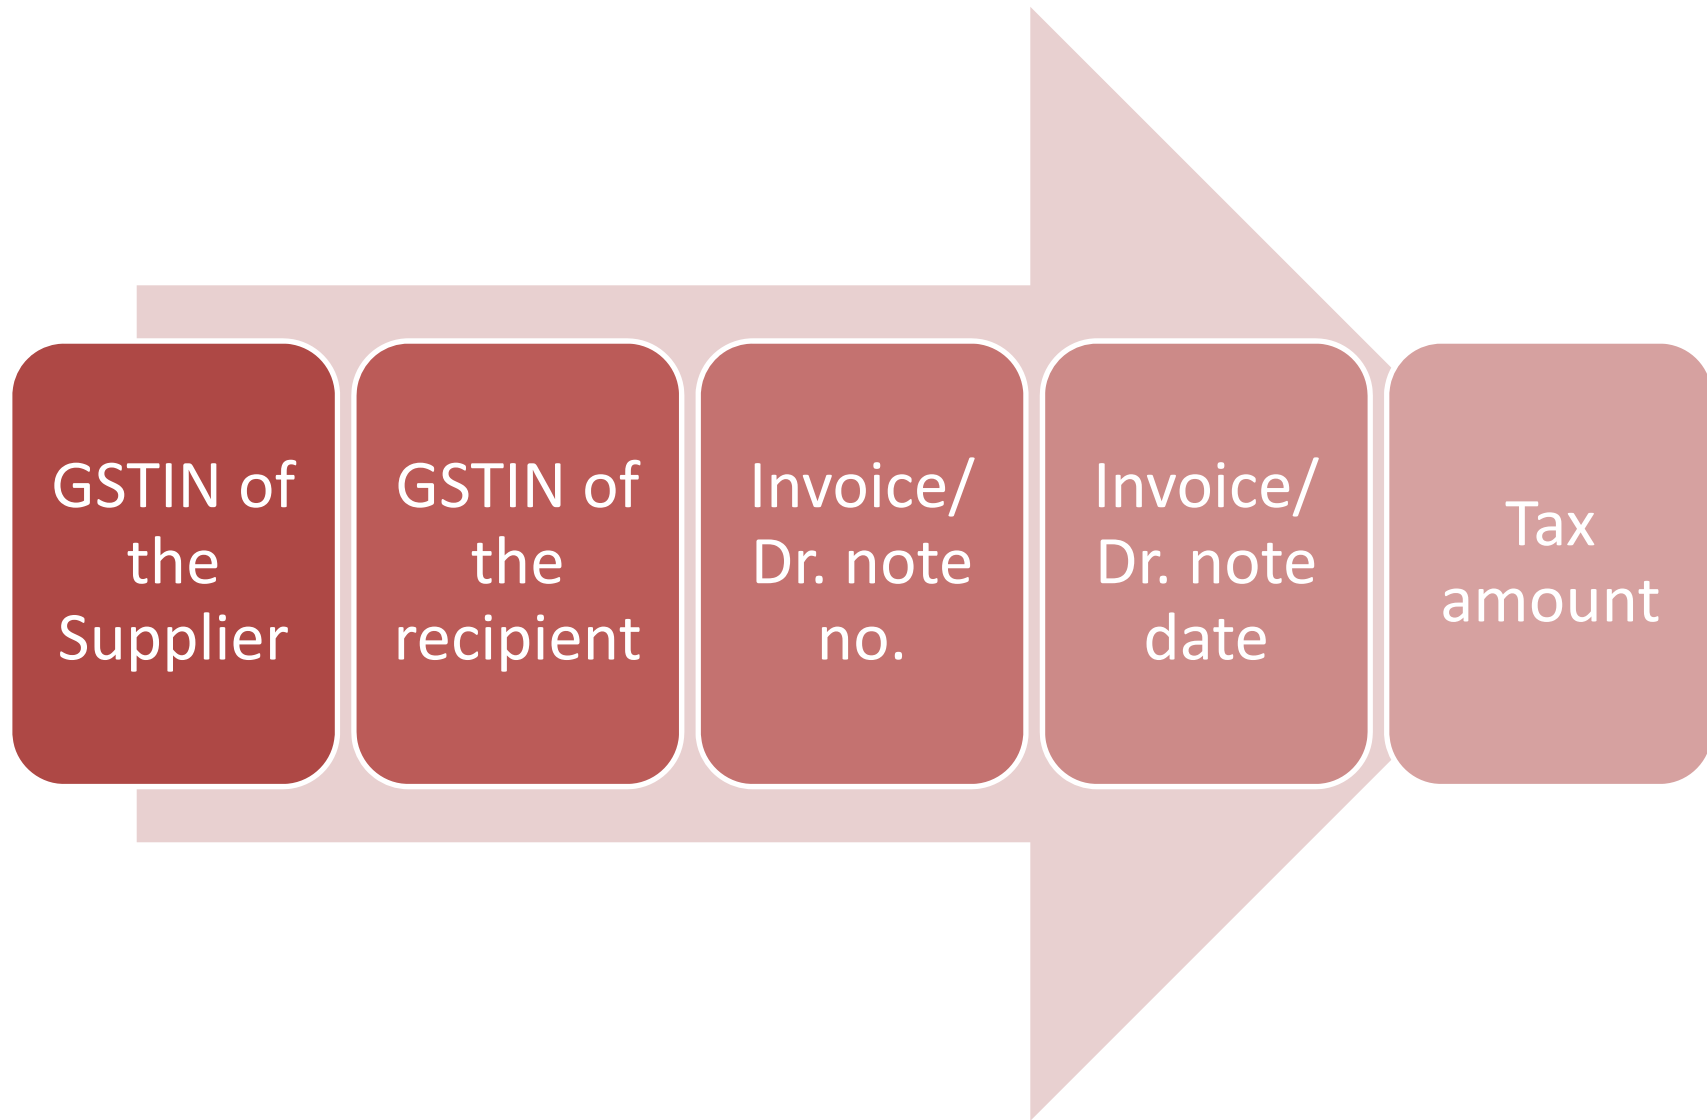 GSTIN of
the
Supplier
GSTIN of
the
recipient
Invoice/
Dr. note
no.
Invoice/
Dr. note
date
Tax
amount